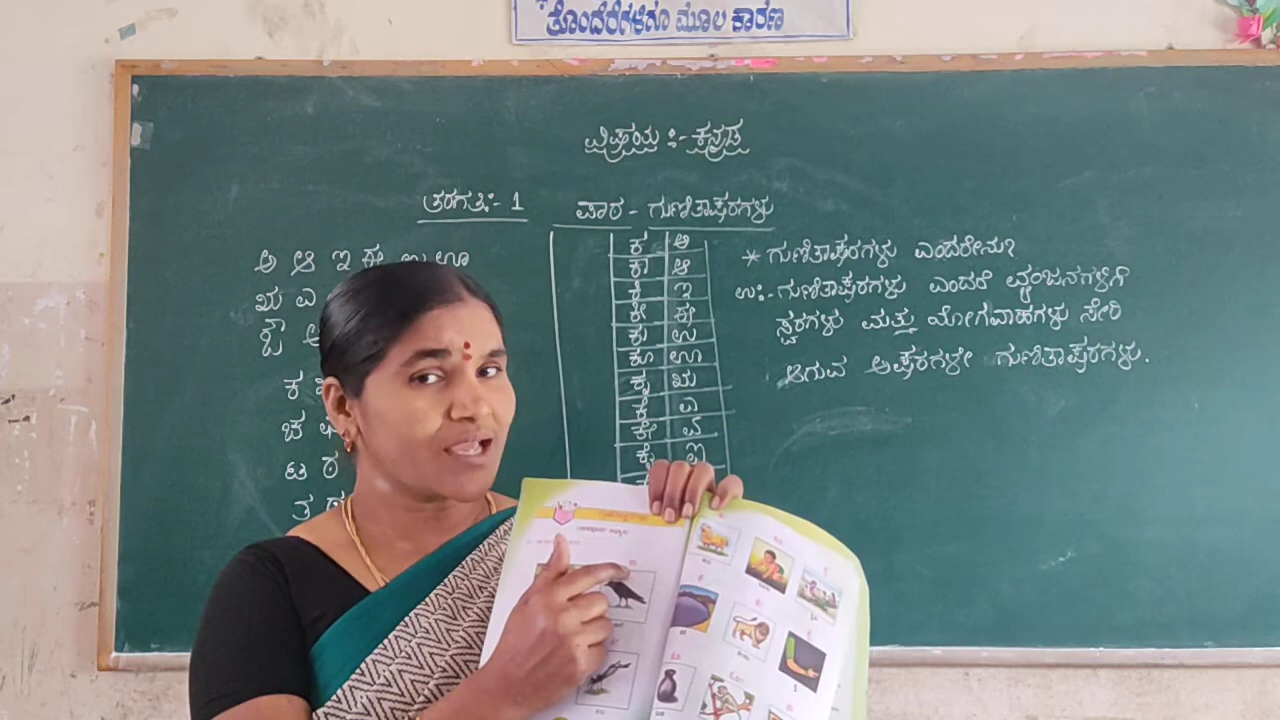 ತೊಂದರೆಗಳಿಗೂ ಮೂಲ ಕಾರಣ
ವಿಷಯ :- ಕನ್ನಡ
ತರಗತಿ:- 1
ಪಾಠ - ಗುಣಿತಾಕ್ಷರಗಳು
ಅ ಆ ಇ ಈ ಉ ಊ
ಋ ಎ
ಔ ಅ
ಕ
ಚ
ಟ ಠ
ತ ಥ
ಕ ಅ
ಕಾ ಆ
ಕಿ ಇ
ಕೀ ಈ
ಕು ಉ
ಕೂ ಊ
ಕೃ ಋ
ಕೆ ಎ
ಕೇ ಏ
ಕೈ ಐ
* ಗುಣಿತಾಕ್ಷರಗಳು ಎಂದರೇನು?
ಉ:- ಗುಣಿತಾಕ್ಷರಗಳು ಎಂದರೆ ವ್ಯಂಜನಗಳಿಗೆ
ಸ್ವರಗಳು ಮತ್ತು ಯೋಗವಾಹಗಳು ಸೇರಿ
ಆಗುವ ಅಕ್ಷರಗಳೇ ಗುಣಿತಾಕ್ಷರಗಳು.